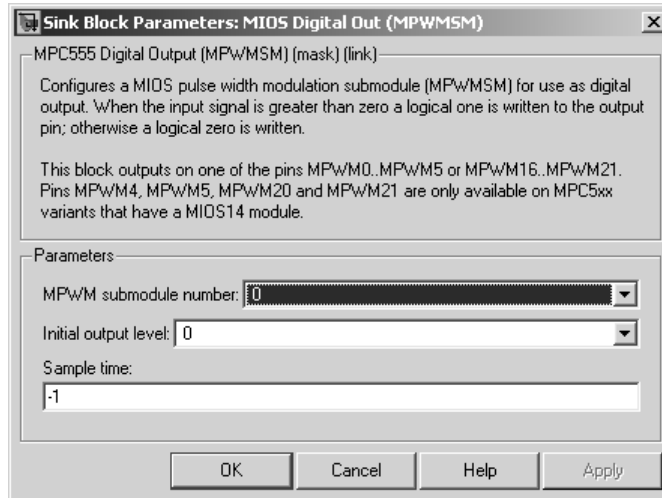 Sink Block Parameters: MIOS Digital Out (MPWMSM)
MPC555 Digital Output (MPWMSM) (mask) (link)
Configures a MIOS pulse width modulation submodule (MPWMSM) for use as digital
output. When the input signal is greater than zero a logical one is written to the output
pin; otherwise a logical zero is written.
This block outputs on one of the pins MPWM0..MPWM5 or MPWM16..MPWM21.
Pins MPWM4, MPWM5, MPWM20 and MPWM21 are only available on MPC5xx
variants that have a MIOS14 module.
Parameters
MPWM submodule number: 0
Initial output level: 0
Sample time:
-1
OK Cancel Help Apply